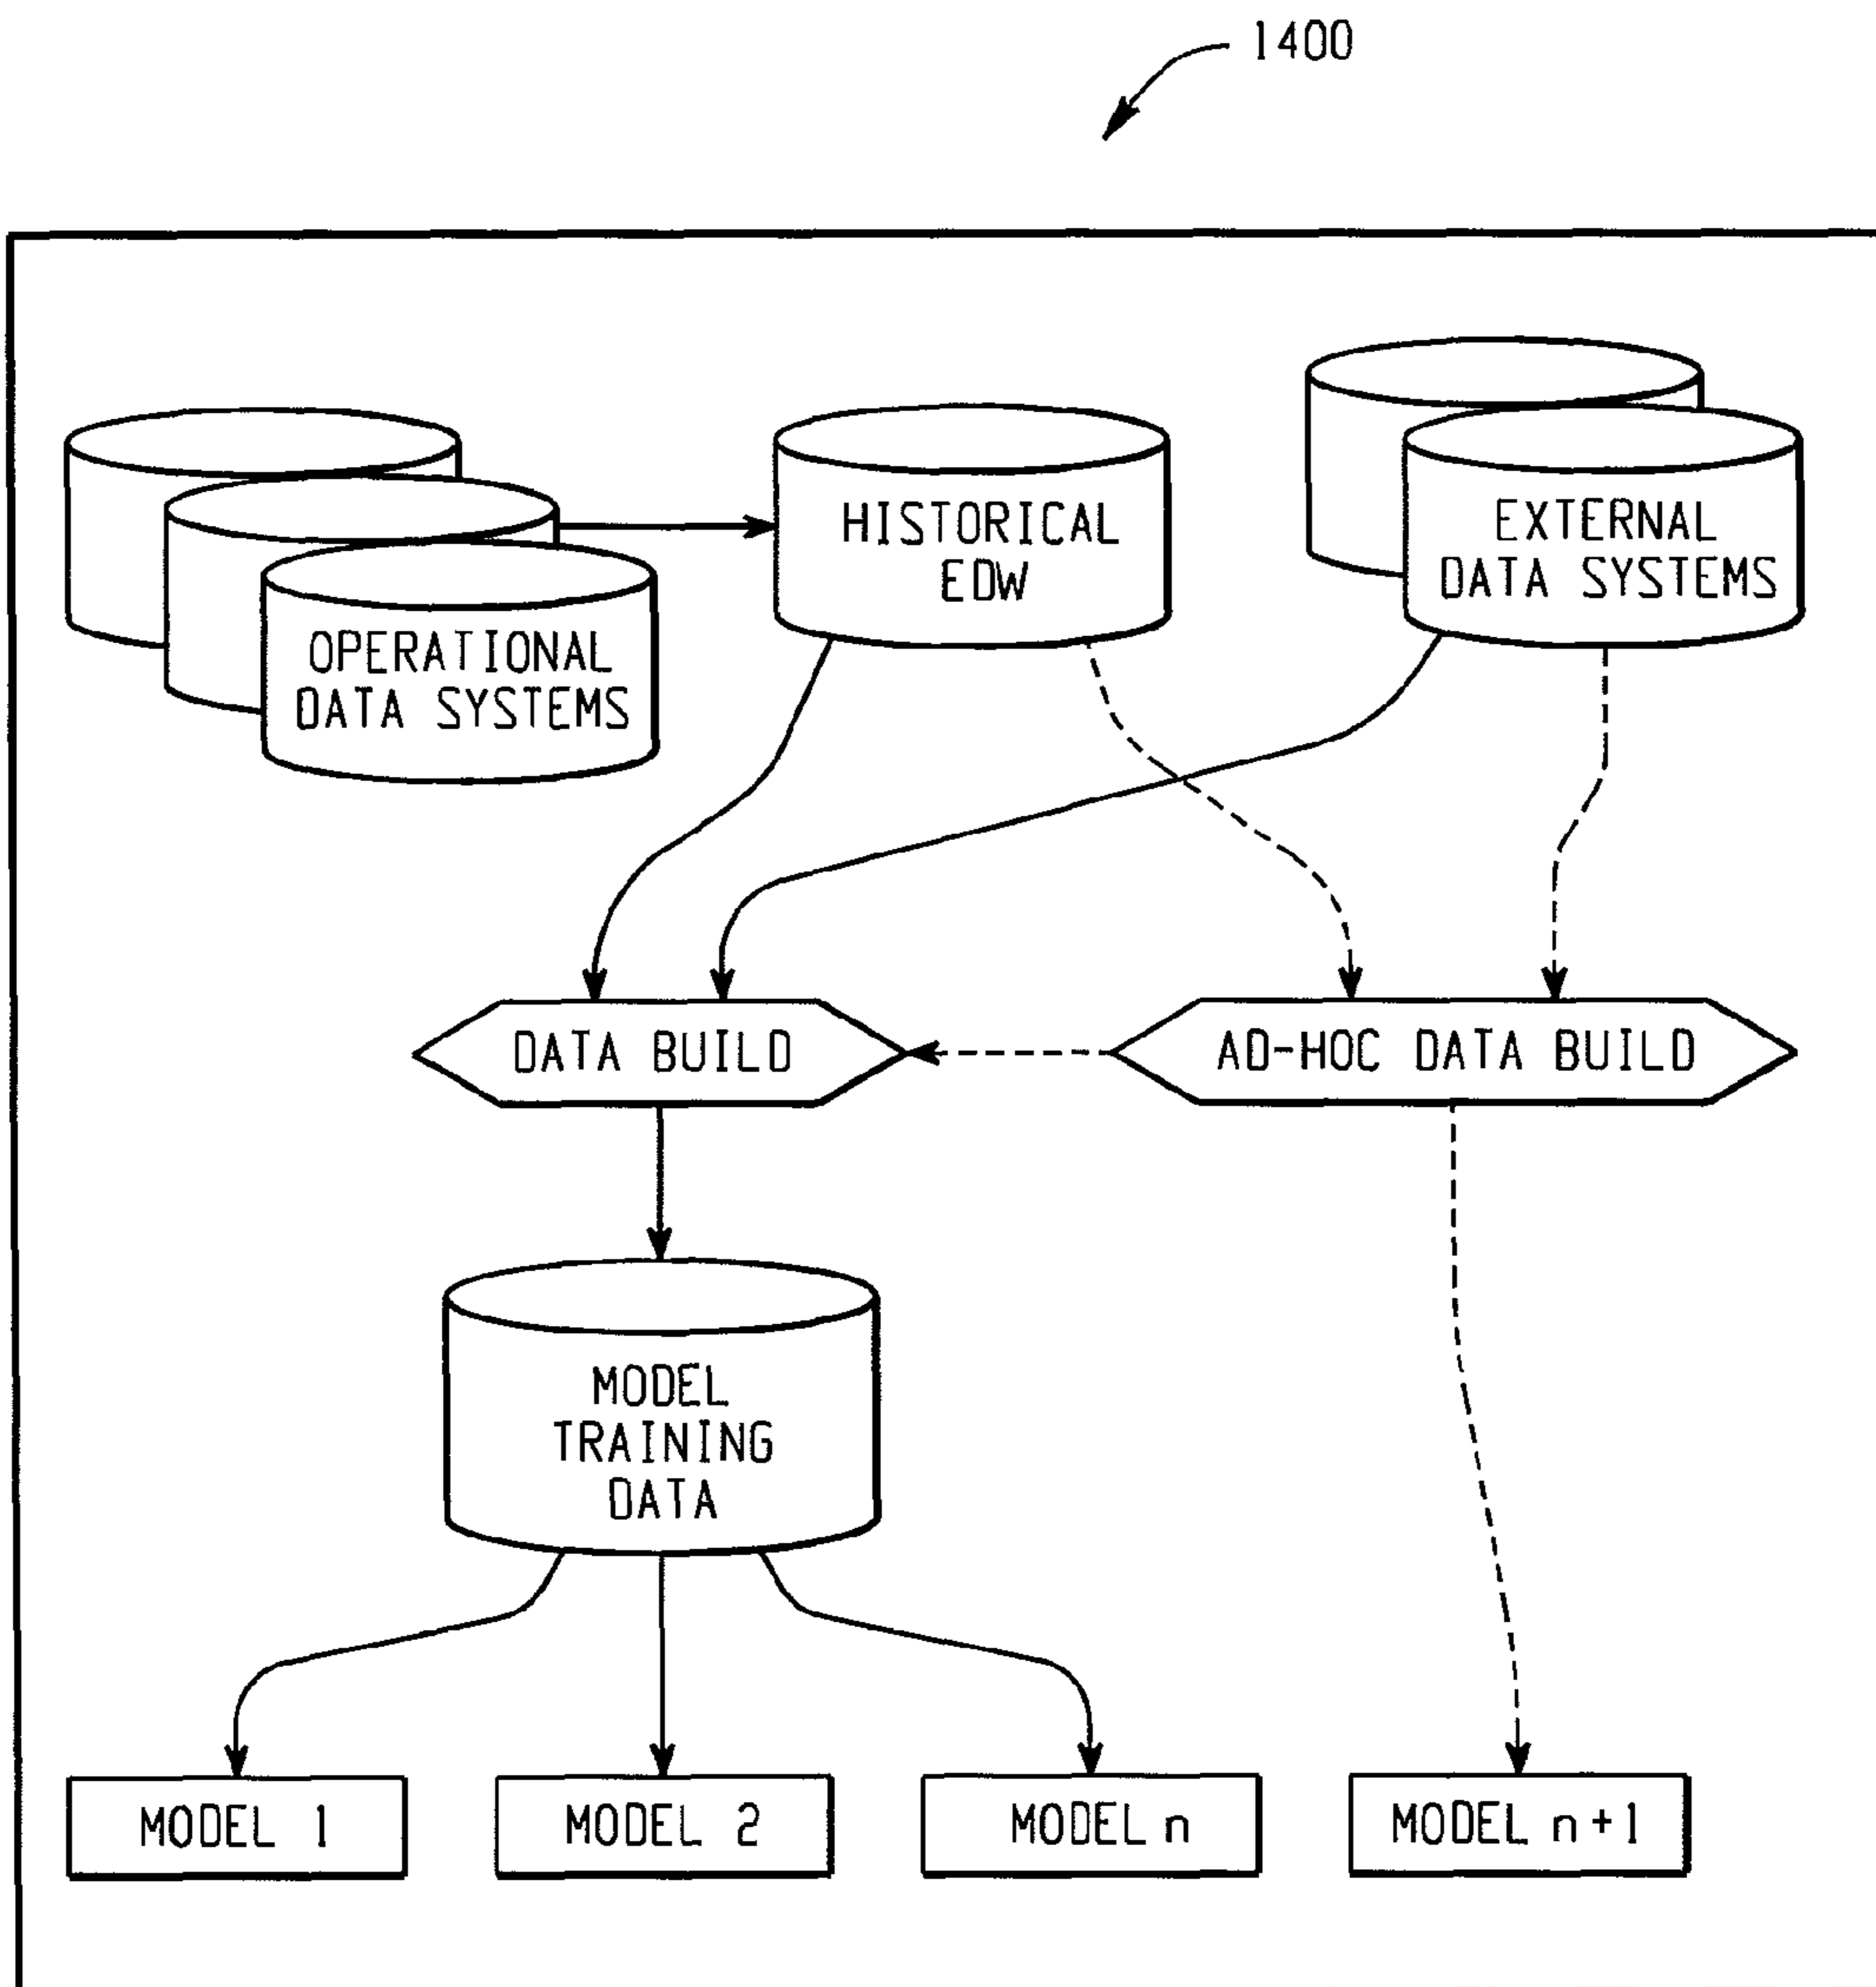 1400
HISTORICAL
EDW
EXTERNAL
DATA SYSTEMS
OPERATIONAL
DATA SYSTEMS
DATA BUILD
AD-HOC DATA BUILD
MODEL
TRAINING
DATA
MODEL 1
MODEL 2
MODEL n
MODEL n+1